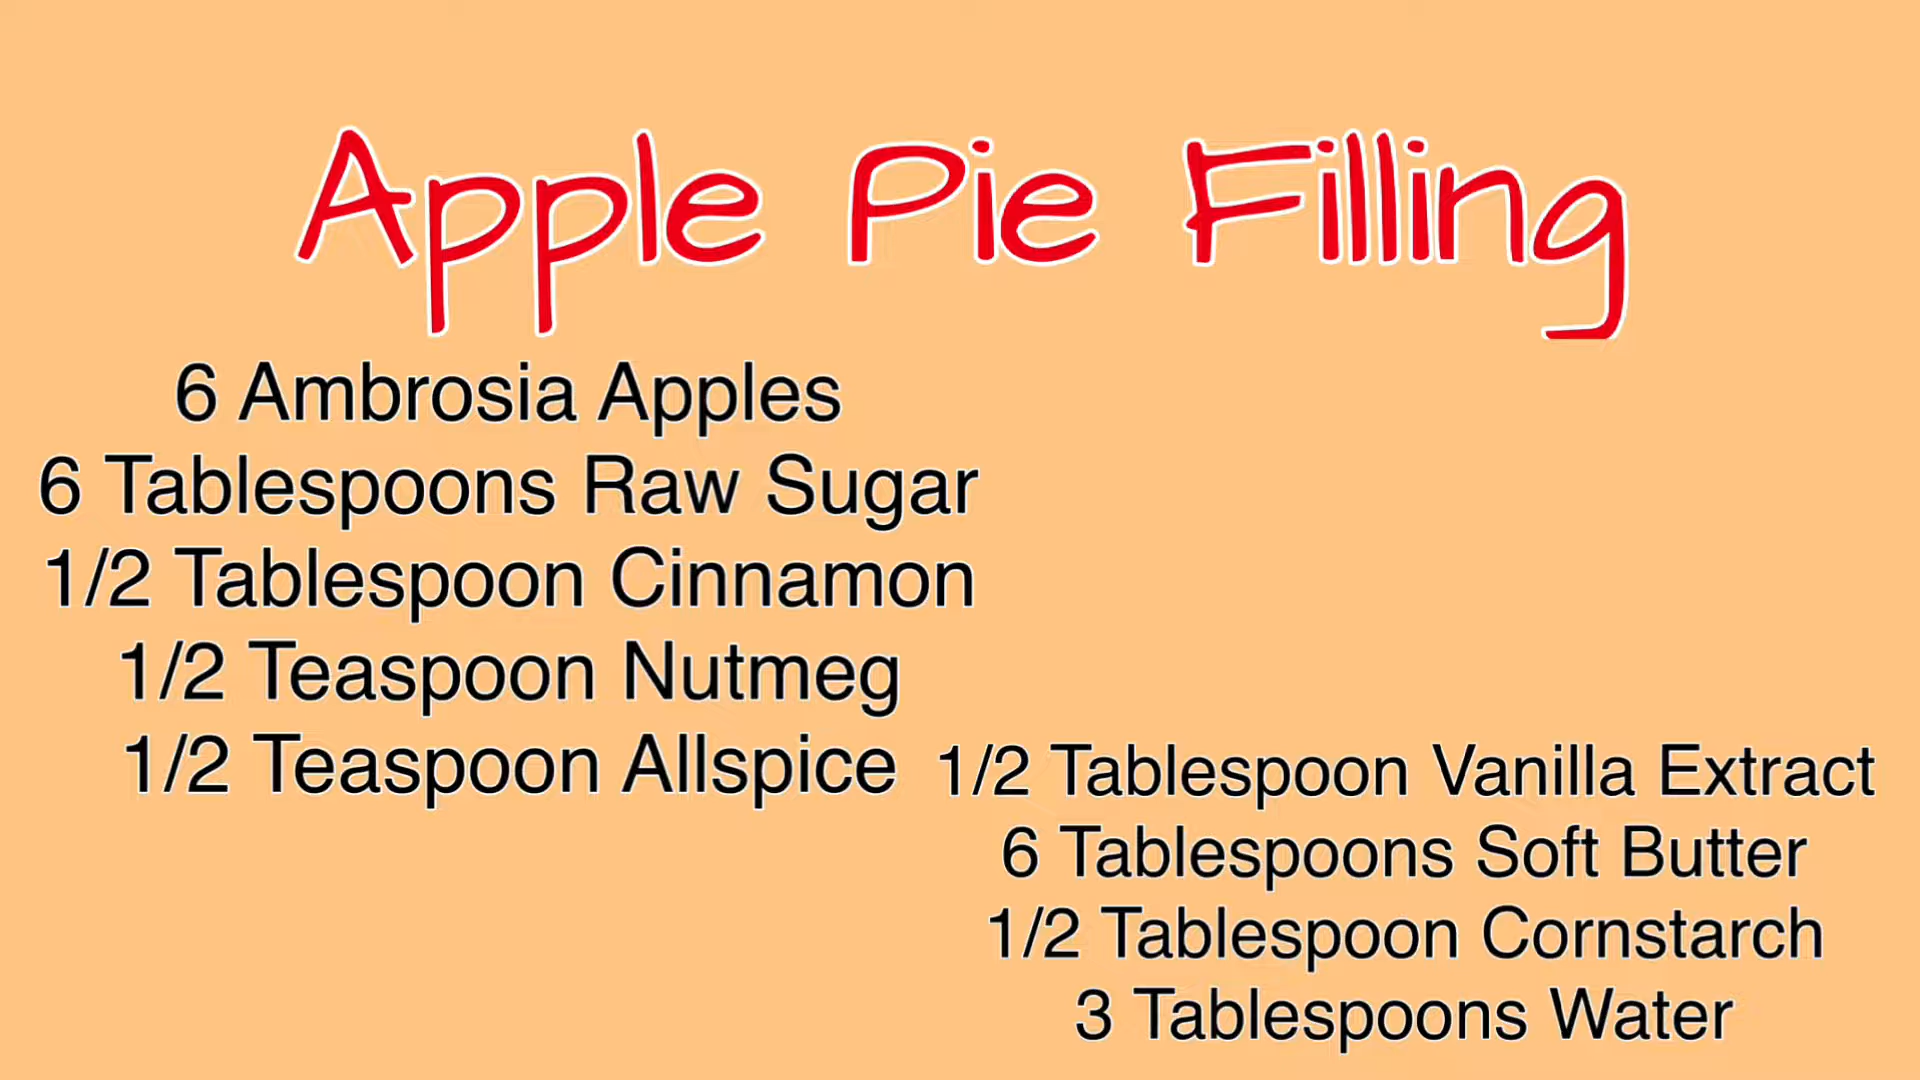 Apple Pie Filling
6 Ambrosia Apples
6 Tablespoons Raw Sugar
1/2 Tablespoon Cinnamon
1/2 Teaspoon Nutmeg
1/2 Teaspoon Allspice
1/2 Tablespoon Vanilla Extract
6 Tablespoons Soft Butter
1/2 Tablespoon Cornstarch
3 Tablespoons Water